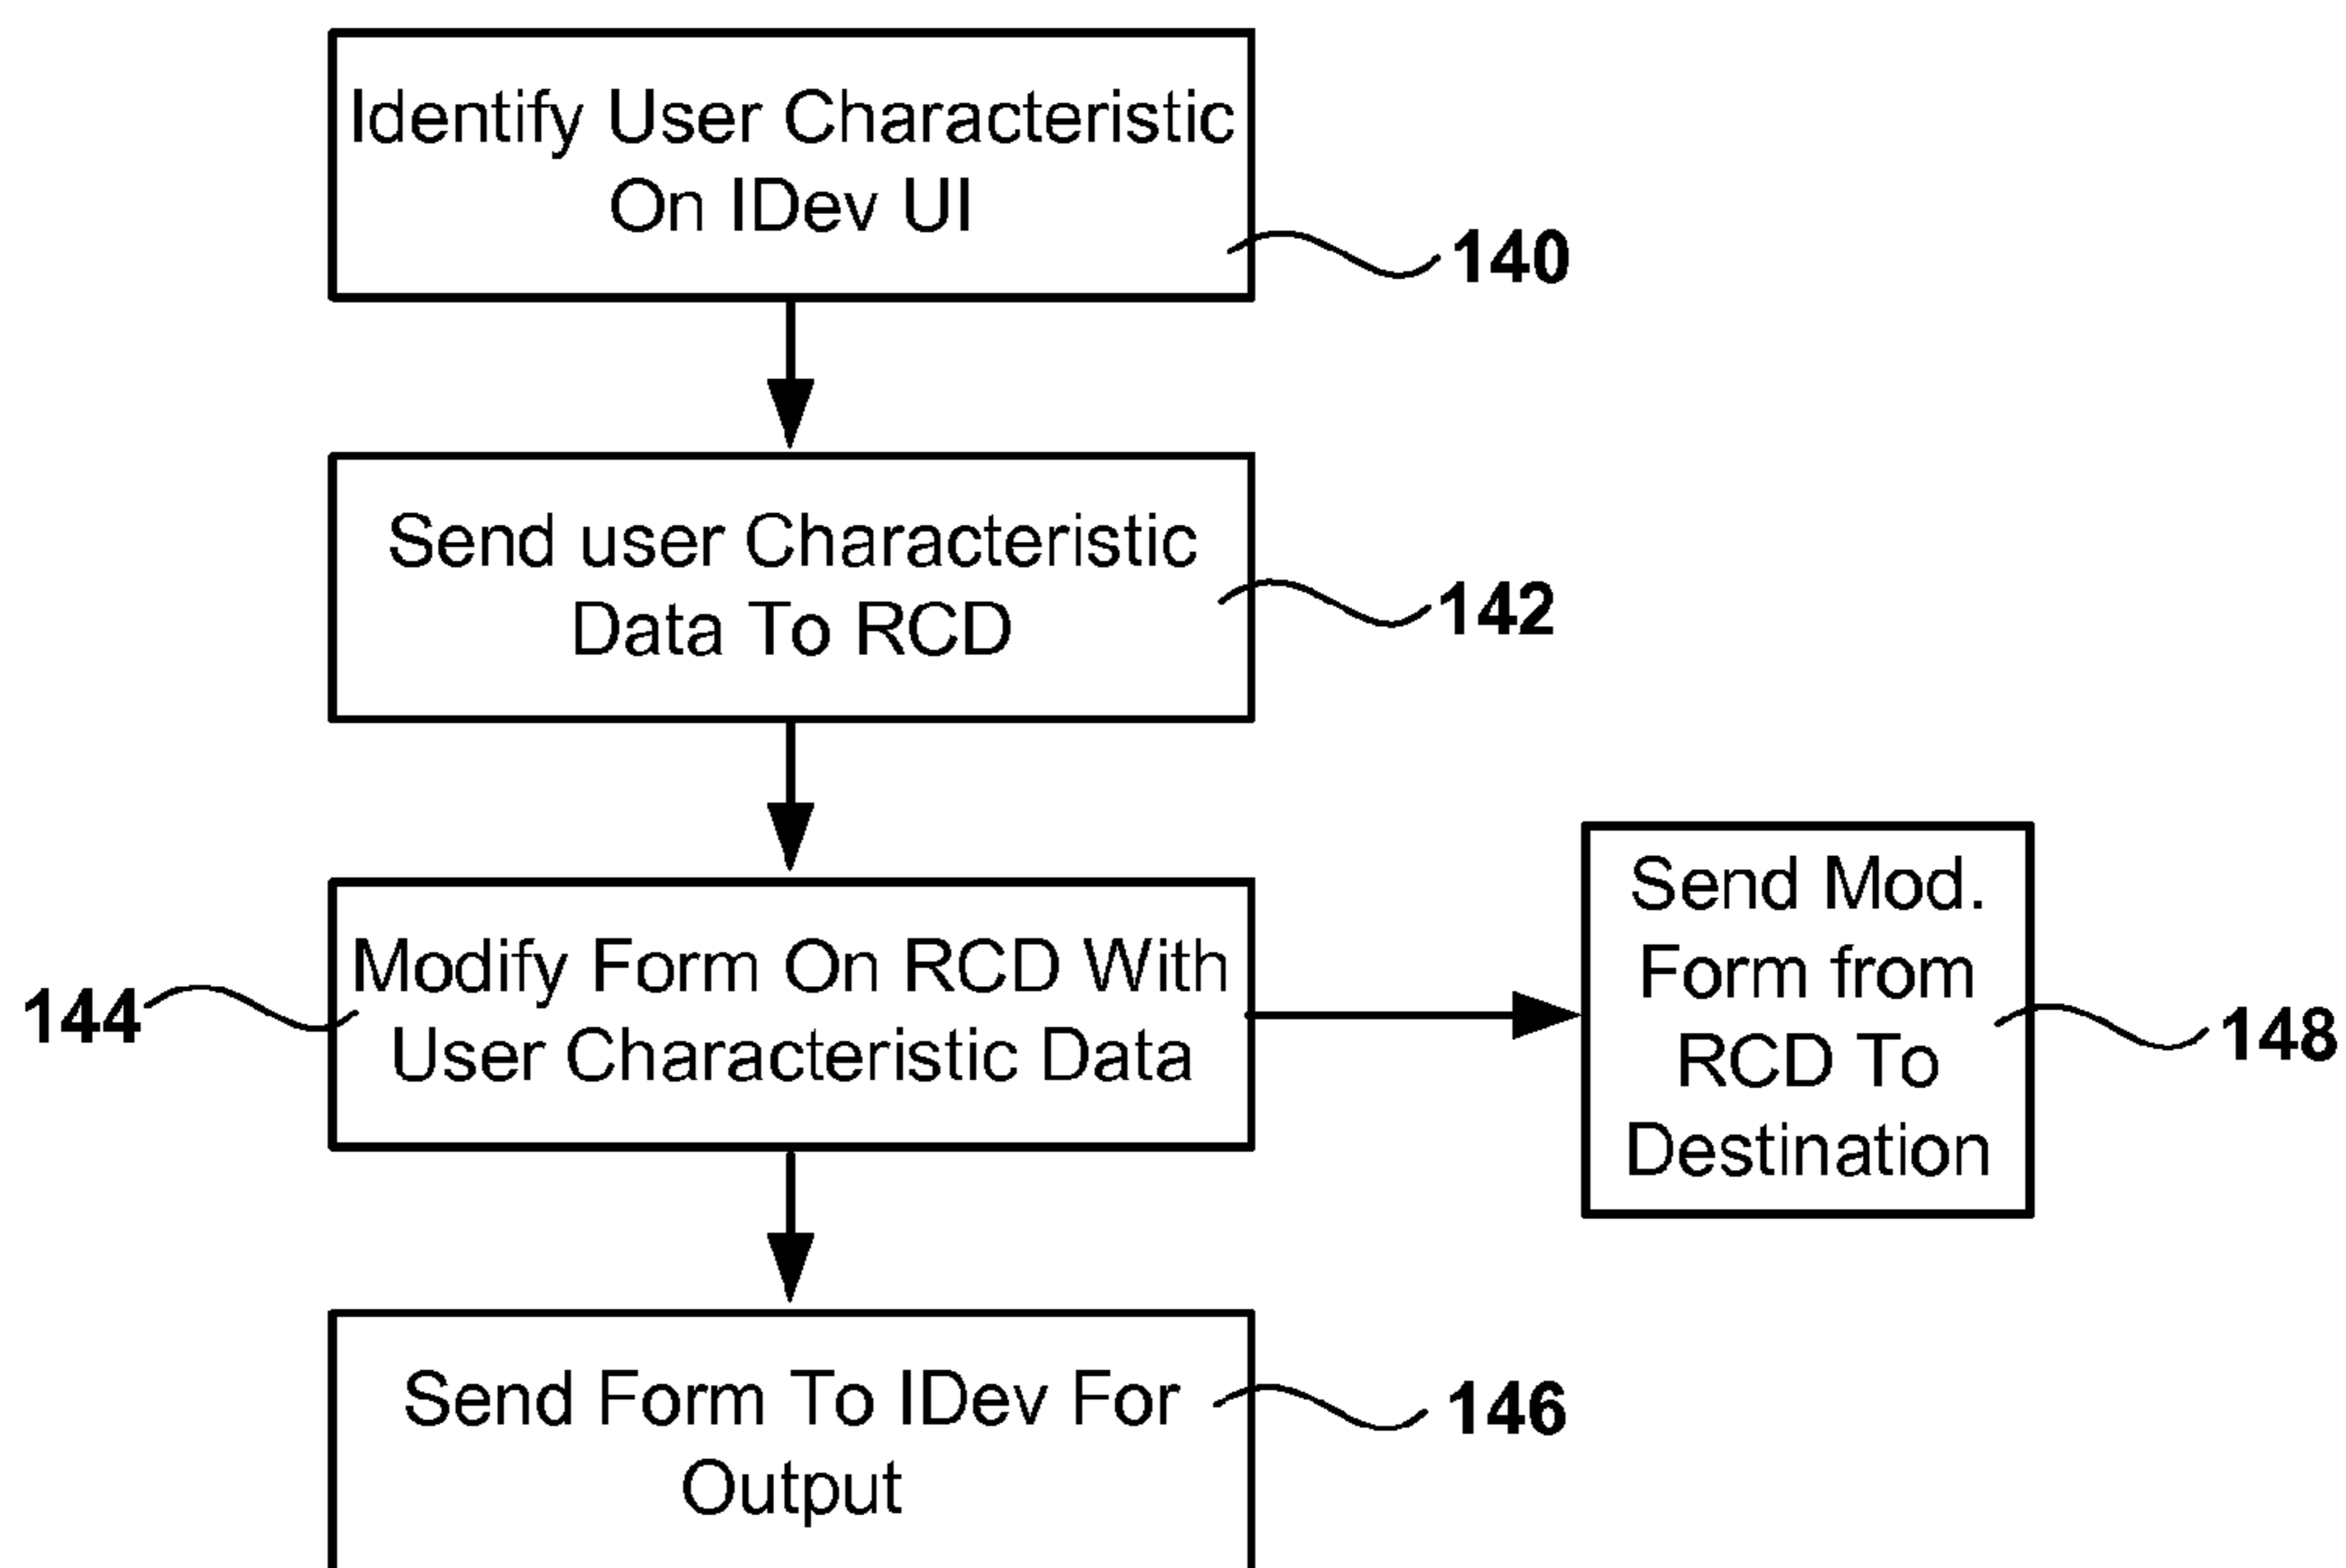 Identify User Characteristic
On IDev UI
140
Send user Characteristic
Data To RCD
142
Modify Form On RCD With
User Characteristic Data
144
Send Mod.
Form from
RCD To
Destination
148
Send Form To IDev For
Output
146